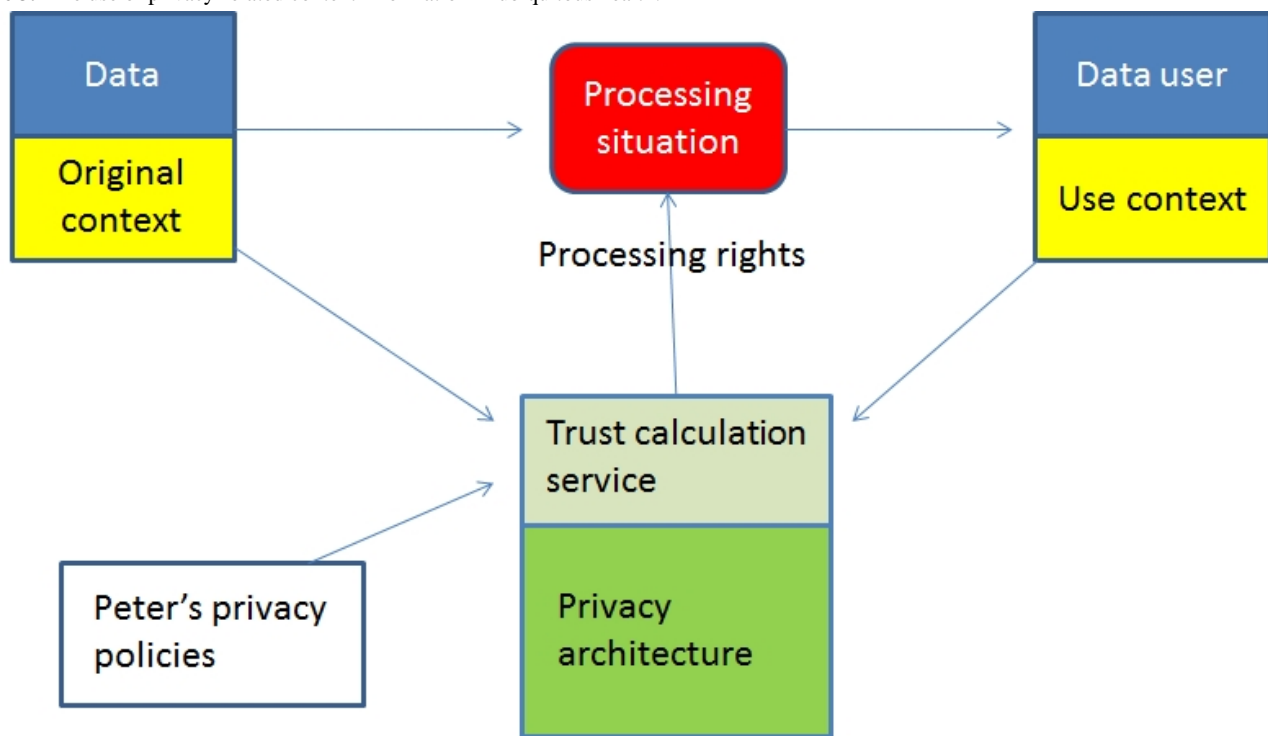 Data
Original
context
Processing
situation
Data user
Use context
Processing rights
Trust calculation
service
Peter’s privacy
policies
Privacy
architecture